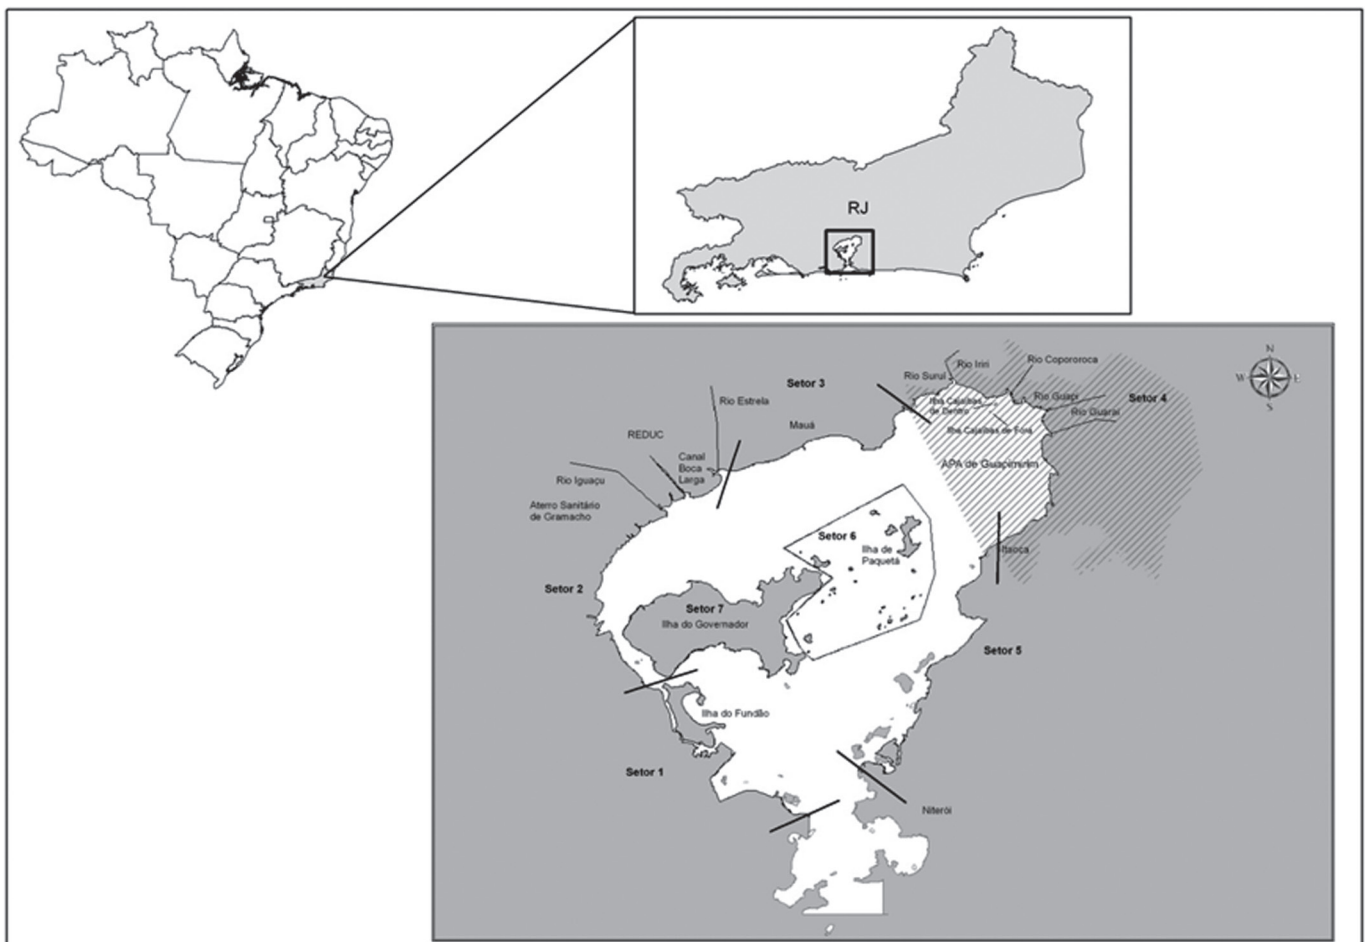 RJ
N
W
E
S
Setor 3
Rio Iriri
Rio Copororoca
Rio Suruí
Rio Estrela
Ilha Cajaíbas
de Dentro
Rio Guapi
Setor 4
Rio Guaraí
Mauá
Ilha Cajaíbas de Fora
REDUC
Canal
Boca
Larga
APA de Guapimirim
Rio Iguaçu
Aterro Sanitário
de Gramacho
Setor 6
Ilha de
Paquetá
Itaoca
Setor 2
Setor 7
Ilha do Governador
Setor 5
Ilha do Fundão
Setor 1
Niterói